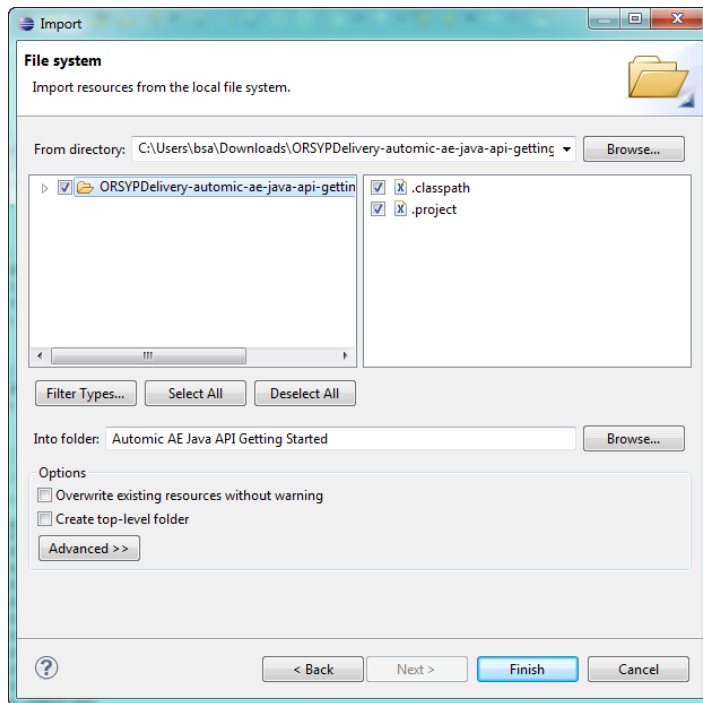 Import
File system
Import resources from the local file system.
From directory: C:\Users\bsa\Downloads\ORSYPDelivery-automic-ae-java-api-getting Browse...
ORSYPDelivery-automic-ae-java-api-gettin
.classpath
.project
Filter Types... Select All Deselect All
Into folder: Automic AE Java API Getting Started Browse...
Options
Overwrite existing resources without warning
Create top-level folder
Advanced >>
? < Back Next > Finish Cancel